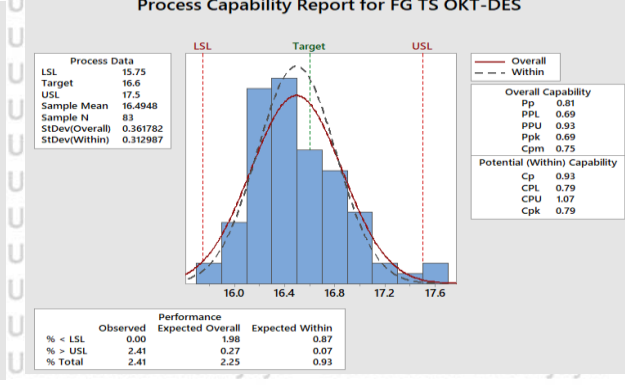 Process Capability Report for FG TS OKT-DES
LSL Target USL
Process Data
LSL 15.75
Target 16.6
USL 17.5
Sample Mean 16.4948
Sample N 83
StDev(Overall) 0.361782
StDev(Within) 0.312987
Overall
Within
Overall Capability
Pp 0.81
PPL 0.69
PPU 0.93
Ppk 0.69
Cpm 0.75
Potential (Within) Capability
Cp 0.93
CPL 0.79
CPU 1.07
Cpk 0.79
16.0 16.4 16.8 17.2 17.6
Performance
Observed Expected Overall Expected Within
% < LSL 0.00 1.98 0.87
% > USL 2.41 0.27 0.07
% Total 2.41 2.25 0.93